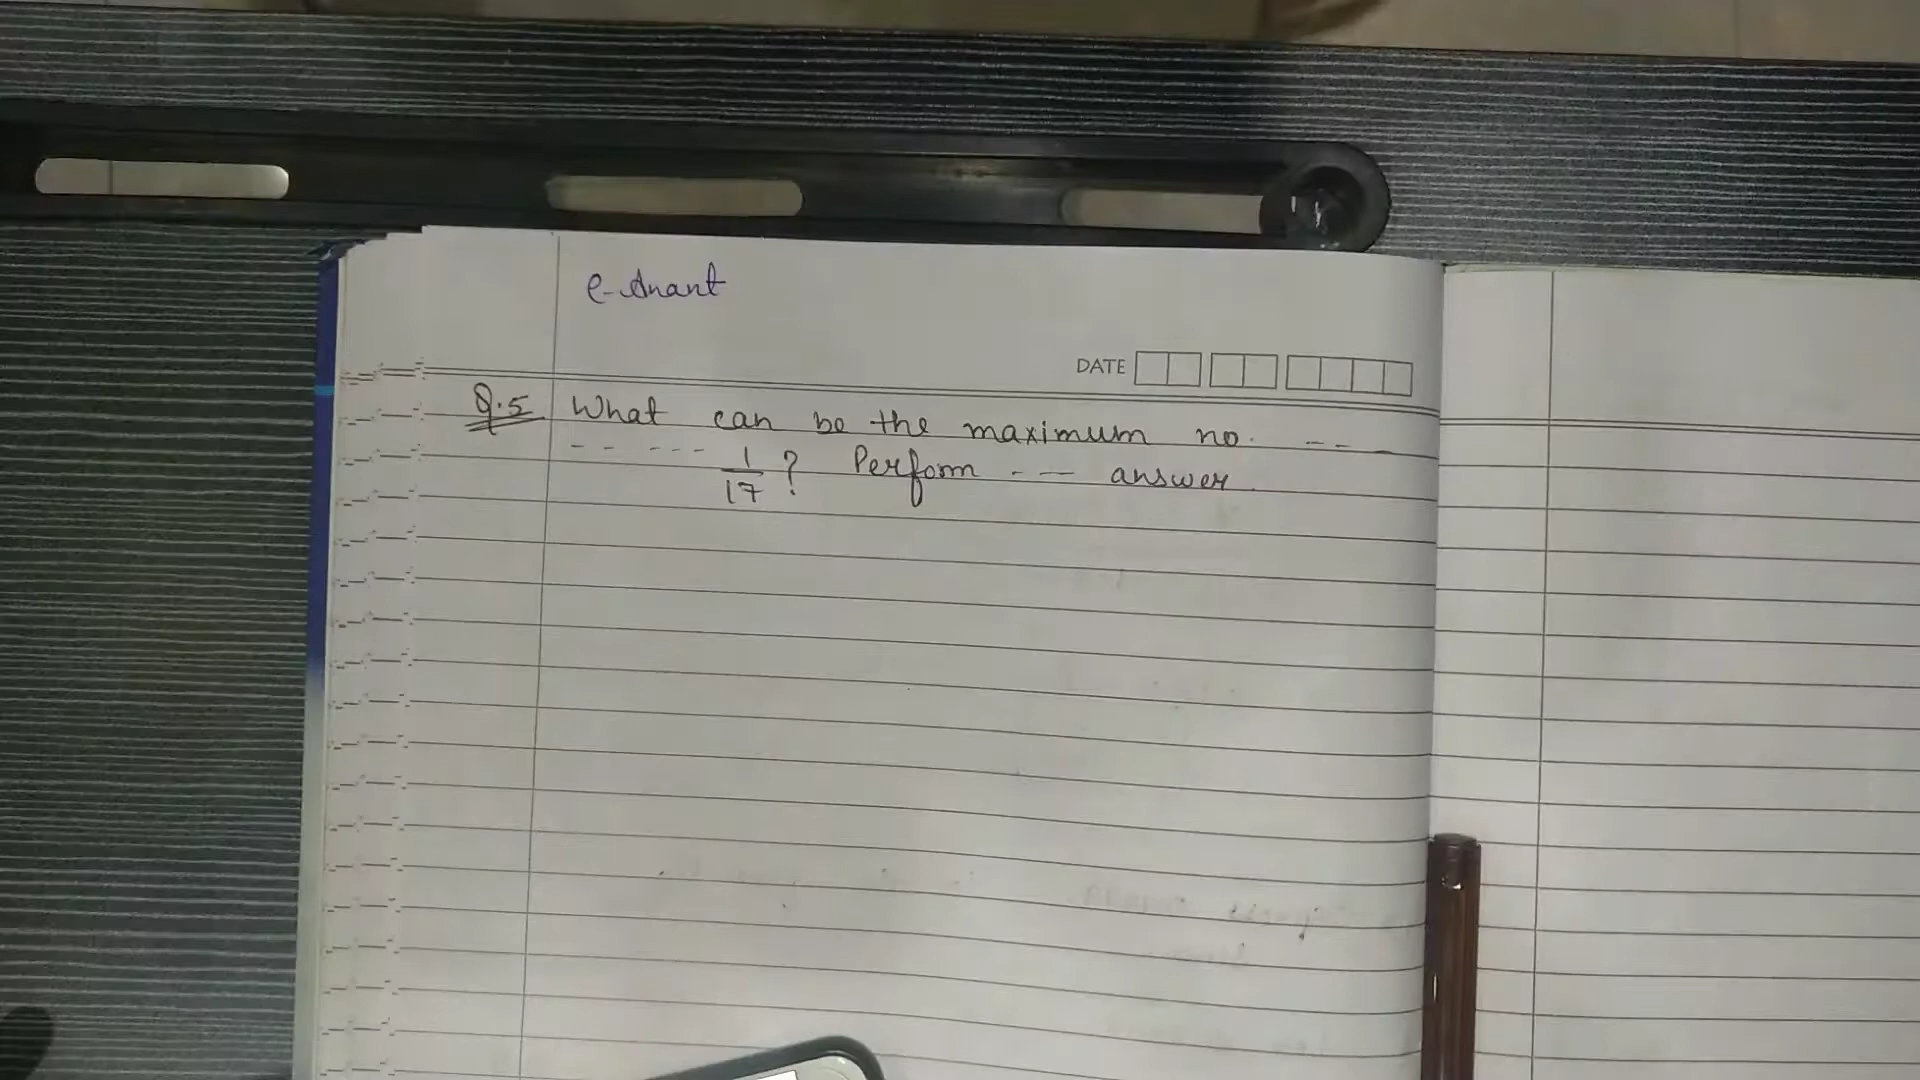 e-Anant
DATE
Q.5 What can be the maximum no. -- -
- - - - - - 1/17 ? Perform - -- answer.